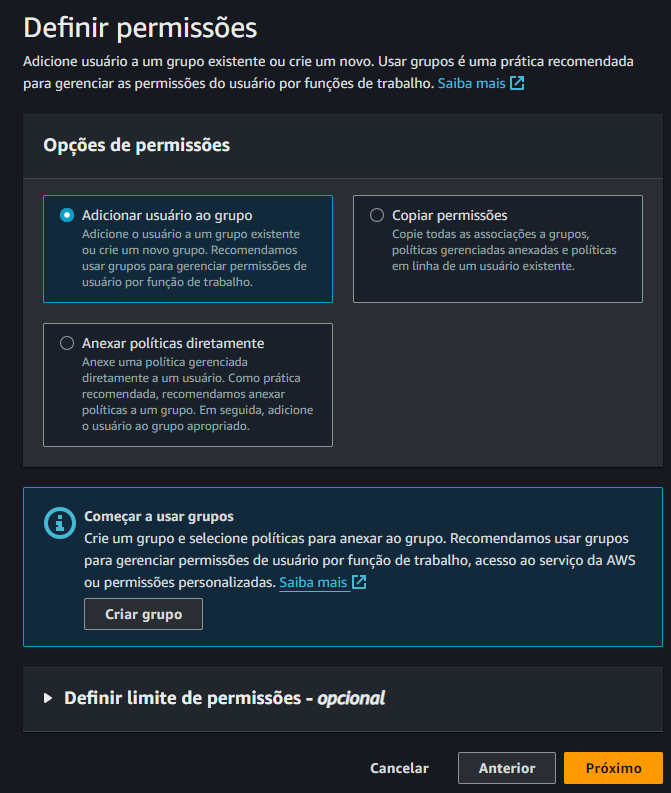 Definir permissões
Adicione usuário a um grupo existente ou crie um novo. Usar grupos é uma prática recomendada
para gerenciar as permissões do usuário por funções de trabalho. Saiba mais
Opções de permissões
Adicionar usuário ao grupo
Adicione o usuário a um grupo existente
ou crie um novo grupo. Recomendamos
usar grupos para gerenciar permissões de
usuário por função de trabalho.
Copiar permissões
Copie todas as associações a grupos,
políticas gerenciadas anexadas e políticas
em linha de um usuário existente.
Anexar políticas diretamente
Anexe uma política gerenciada
diretamente a um usuário. Como prática
recomendada, recomendamos anexar
políticas a um grupo. Em seguida, adicione
o usuário ao grupo apropriado.
Começar a usar grupos
Crie um grupo e selecione políticas para anexar ao grupo. Recomendamos usar grupos
para gerenciar permissões de usuário por função de trabalho, acesso ao serviço da AWS
ou permissões personalizadas. Saiba mais
Criar grupo
Definir limite de permissões - opcional
Cancelar
Anterior
Próximo